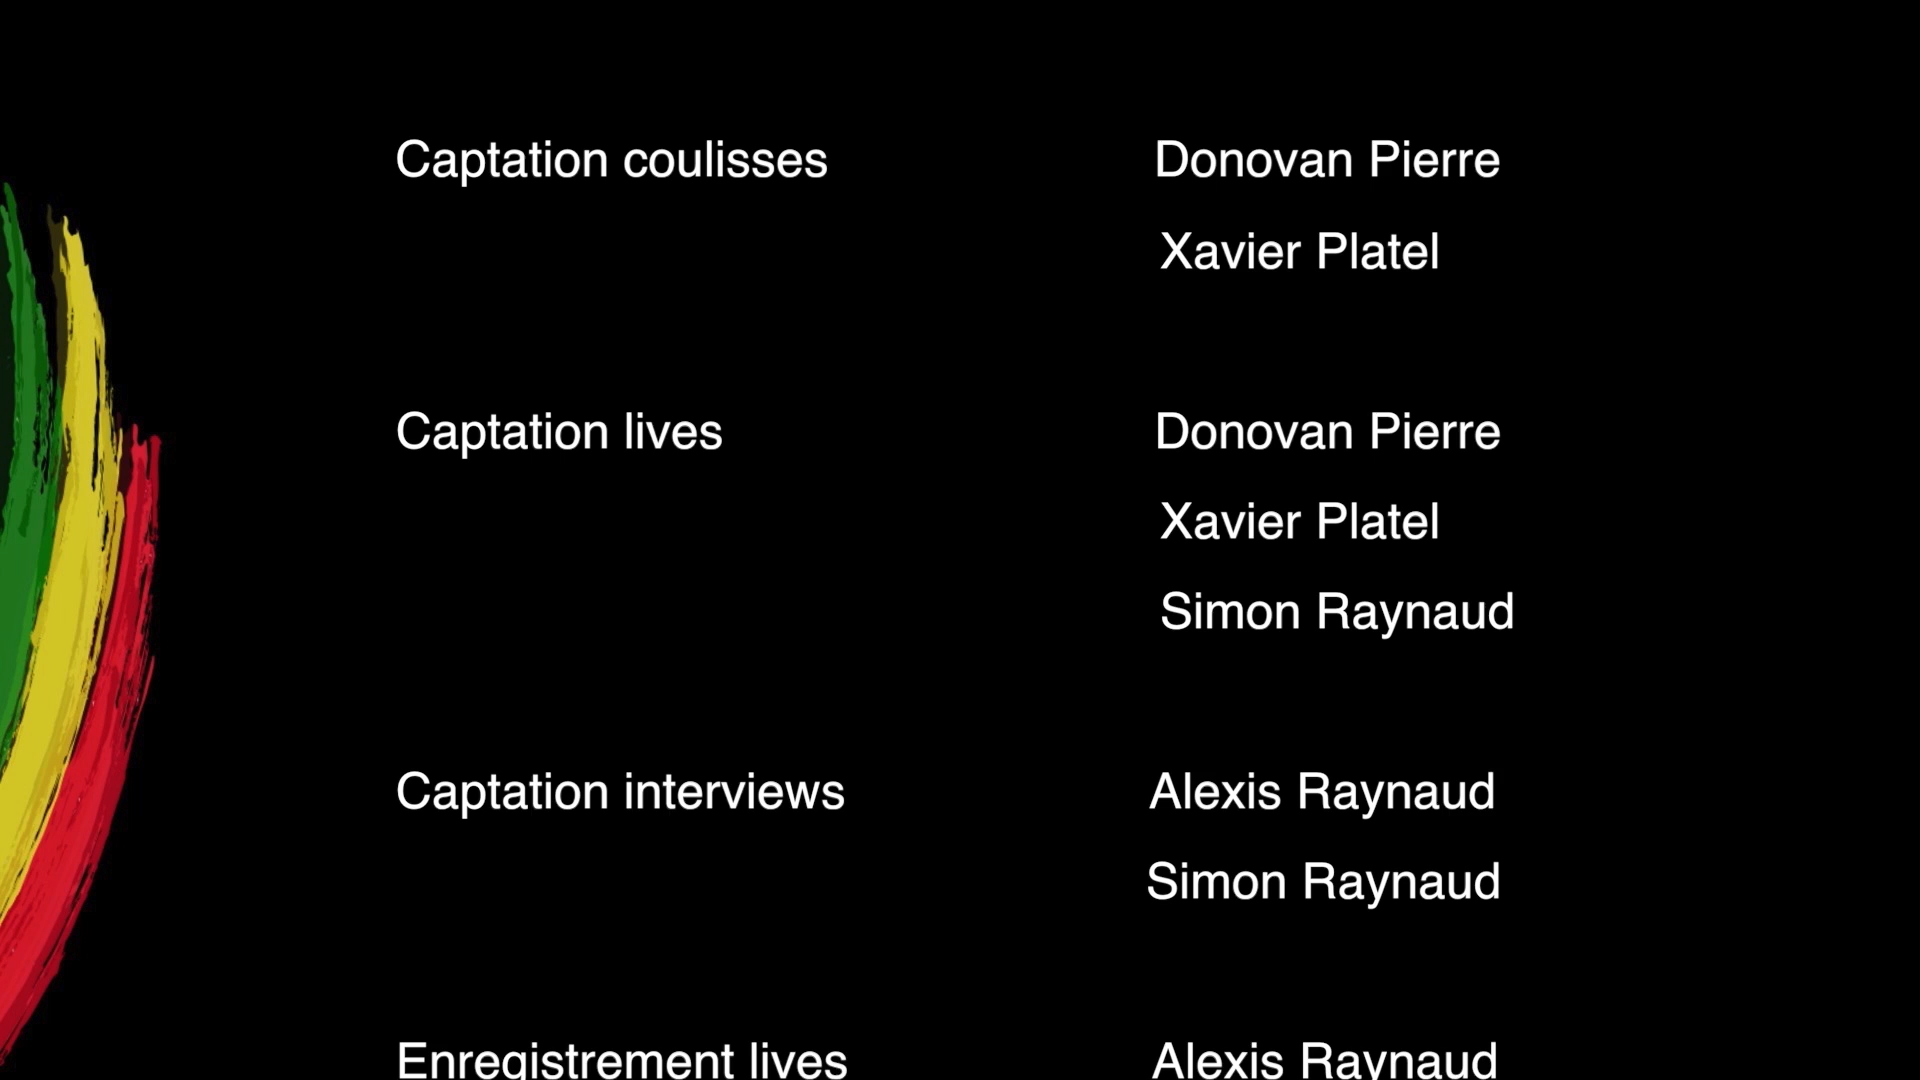 Captation coulisses Donovan Pierre
Xavier Platel
Captation lives Donovan Pierre
Xavier Platel
Simon Raynaud
Captation interviews Alexis Raynaud
Simon Raynaud
Enregistrement lives Alexis Raynaud